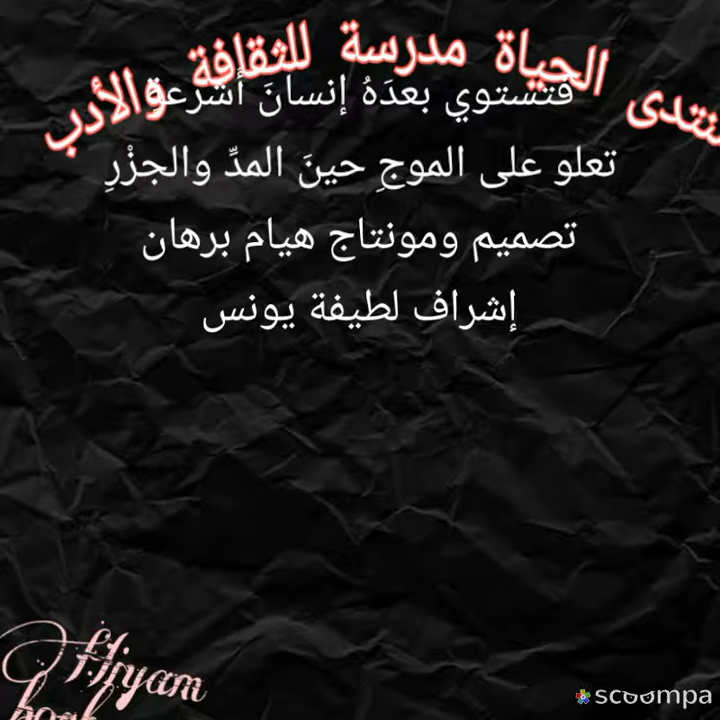 منتدى الحياة مدرسة للثقافة والأدب
فتستوي بعدَهُ إنسانَ أشرعة
تعلو على الموجِ حينَ المدِّ والجزْرِ
تصميم ومونتاج هيام برهان
إشراف لطيفة يونس
Hiyam
scoompa